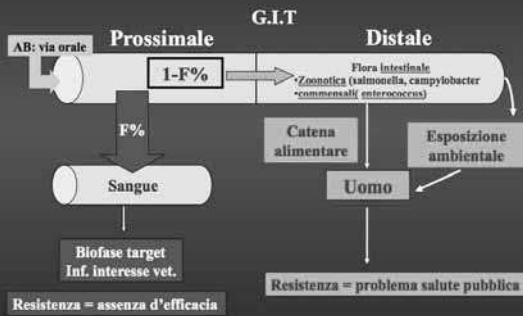 G.I.T
Prossimale
Distale
AB: via orale
1-F%
Flora intestinale
•Zoonotica (salmonella, campylobacter
•commensali( enterococcus)
F%
Catena
alimentare
Esposizione
ambientale
Sangue
Uomo
Biofase target
Inf. interesse vet.
Resistenza = problema salute pubblica
Resistenza = assenza d'efficacia